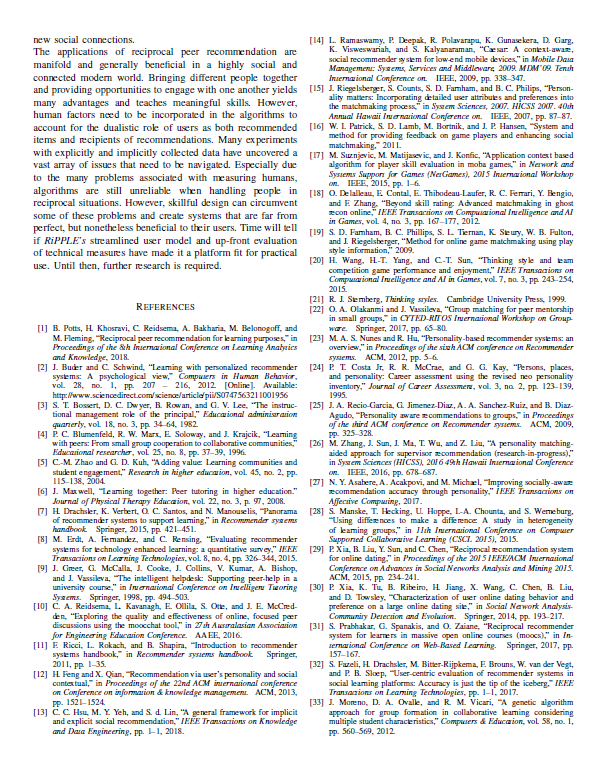 new social connections.
The applications of reciprocal peer recommendation are
manifold and generally beneficial in a highly social and
connected modern world. Bringing different people together
and providing opportunities to engage with one another yields
many advantages and teaches meaningful skills. However,
human factors need to be incorporated in the algorithms to
account for the dualistic role of users as both recommended
items and recipients of recommendations. Many experiments
with explicitly and implicitly collected data have uncovered a
vast array of issues that need to be navigated. Especially due
to the many problems associated with measuring humans,
algorithms are still unreliable when handling people in
reciprocal situations. However, skillful design can circumvent
some of these problems and create systems that are far from
perfect, but nonetheless beneficial to their users. Time will tell
if RiPPLE's streamlined user model and up-front evaluation
of technical measures have made it a platform fit for practical
use. Until then, further research is required.
REFERENCES
[1] B. Potts, H. Khosravi, C. Reidsema, A. Bakharia, M. Belonogoff, and
M. Fleming, "Reciprocal peer recommendation for learning purposes," in
Proceedings of the 8th International Conference on Learning Analytics
and Knowledge, 2018.
[2] J. Buder and C. Schwind, "Learning with personalized recommender
systems: A psychological view," Computers in Human Behavior,
vol. 28, no. 1, pp. 207 – 216, 2012. [Online]. Available:
http://www.sciencedirect.com/science/article/pii/S0747563211001956
[3] S. T. Bossert, D. C. Dwyer, B. Rowan, and G. V. Lee, "The instruc-
tional management role of the principal," Educational administration
quarterly, vol. 18, no. 3, pp. 34–64, 1982.
[4] P. C. Blumenfeld, R. W. Marx, E. Soloway, and J. Krajcik, "Learning
with peers: From small group cooperation to collaborative communities,"
Educational researcher, vol. 25, no. 8, pp. 37–39, 1996.
[5] C.-M. Zhao and G. D. Kuh, "Adding value: Learning communities and
student engagement," Research in higher education, vol. 45, no. 2, pp.
115–138, 2004.
[6] J. Maxwell, "Learning together: Peer tutoring in higher education."
Journal of Physical Therapy Education, vol. 22, no. 3, p. 97, 2008.
[7] H. Drachsler, K. Verbert, O. C. Santos, and N. Manouselis, "Panorama
of recommender systems to support learning," in Recommender systems
handbook. Springer, 2015, pp. 421–451.
[8] M. Erdt, A. Fernandez, and C. Rensing, "Evaluating recommender
systems for technology enhanced learning: a quantitative survey," IEEE
Transactions on Learning Technologies, vol. 8, no. 4, pp. 326–344, 2015.
[9] J. Greer, G. McCalla, J. Cooke, J. Collins, V. Kumar, A. Bishop,
and J. Vassileva, "The intelligent helpdesk: Supporting peer-help in a
university course," in International Conference on Intelligent Tutoring
Systems. Springer, 1998, pp. 494–503.
[10] C. A. Reidsema, L. Kavanagh, E. Ollila, S. Otte, and J. E. McCred-
den, "Exploring the quality and effectiveness of online, focused peer
discussions using the moochat tool," in 27th Australasian Association
for Engineering Education Conference. AAEE, 2016.
[11] F. Ricci, L. Rokach, and B. Shapira, "Introduction to recommender
systems handbook," in Recommender systems handbook. Springer,
2011, pp. 1–35.
[12] H. Feng and X. Qian, "Recommendation via user's personality and social
contextual," in Proceedings of the 22nd ACM international conference
on Conference on information & knowledge management. ACM, 2013,
pp. 1521–1524.
[13] C. C. Hsu, M. Y. Yeh, and S. d. Lin, "A general framework for implicit
and explicit social recommendation," IEEE Transactions on Knowledge
and Data Engineering, pp. 1–1, 2018.
[14] L. Ramaswamy, P. Deepak, R. Polavarapu, K. Gunasekera, D. Garg,
K. Visweswariah, and S. Kalyanaraman, "Caesar: A context-aware,
social recommender system for low-end mobile devices," in Mobile Data
Management: Systems, Services and Middleware, 2009. MDM'09. Tenth
International Conference on. IEEE, 2009, pp. 338–347.
[15] J. Riegelsberger, S. Counts, S. D. Farnham, and B. C. Philips, "Person-
ality matters: Incorporating detailed user attributes and preferences into
the matchmaking process," in System Sciences, 2007. HICSS 2007. 40th
Annual Hawaii International Conference on. IEEE, 2007, pp. 87–87.
[16] W. I. Patrick, S. D. Lamb, M. Bortnik, and J. P. Hansen, "System and
method for providing feedback on game players and enhancing social
matchmaking," 2011.
[17] M. Suznjevic, M. Matijasevic, and J. Konfic, "Application context based
algorithm for player skill evaluation in moba games," in Network and
Systems Support for Games (NetGames), 2015 International Workshop
on. IEEE, 2015, pp. 1–6.
[18] O. Delalleau, E. Contal, E. Thibodeau-Laufer, R. C. Ferrari, Y. Bengio,
and F. Zhang, "Beyond skill rating: Advanced matchmaking in ghost
recon online," IEEE Transactions on Computational Intelligence and AI
in Games, vol. 4, no. 3, pp. 167–177, 2012.
[19] S. D. Farnham, B. C. Phillips, S. L. Tiernan, K. Steury, W. B. Fulton,
and J. Riegelsberger, "Method for online game matchmaking using play
style information," 2009.
[20] H. Wang, H.-T. Yang, and C.-T. Sun, "Thinking style and team
competition game performance and enjoyment," IEEE Transactions on
Computational Intelligence and AI in Games, vol. 7, no. 3, pp. 243–254,
2015.
[21] R. J. Sternberg, Thinking styles. Cambridge University Press, 1999.
[22] O. A. Olakanmi and J. Vassileva, "Group matching for peer mentorship
in small groups," in CYTED-RITOS International Workshop on Group-
ware. Springer, 2017, pp. 65–80.
[23] M. A. S. Nunes and R. Hu, "Personality-based recommender systems: an
overview," in Proceedings of the sixth ACM conference on Recommender
systems. ACM, 2012, pp. 5–6.
[24] P. T. Costa Jr, R. R. McCrae, and G. G. Kay, "Persons, places,
and personality: Career assessment using the revised neo personality
inventory," Journal of Career Assessment, vol. 3, no. 2, pp. 123–139,
1995.
[25] J. A. Recio-Garcia, G. Jimenez-Diaz, A. A. Sanchez-Ruiz, and B. Diaz-
Agudo, "Personality aware recommendations to groups," in Proceedings
of the third ACM conference on Recommender systems. ACM, 2009,
pp. 325–328.
[26] M. Zhang, J. Sun, J. Ma, T. Wu, and Z. Liu, "A personality matching-
aided approach for supervisor recommendation (research-in-progress),"
in System Sciences (HICSS), 2016 49th Hawaii International Conference
on. IEEE, 2016, pp. 678–687.
[27] N. Y. Asabere, A. Acakpovi, and M. Michael, "Improving socially-aware
recommendation accuracy through personality," IEEE Transactions on
Affective Computing, 2017.
[28] S. Manske, T. Hecking, U. Hoppe, I.-A. Chounta, and S. Werneburg,
"Using differences to make a difference: A study in heterogeneity
of learning groups," in 11th International Conference on Computer
Supported Collaborative Learning (CSCL 2015), 2015.
[29] P. Xia, B. Liu, Y. Sun, and C. Chen, "Reciprocal recommendation system
for online dating," in Proceedings of the 2015 IEEE/ACM International
Conference on Advances in Social Networks Analysis and Mining 2015.
ACM, 2015, pp. 234–241.
[30] P. Xia, K. Tu, B. Ribeiro, H. Jiang, X. Wang, C. Chen, B. Liu,
and D. Towsley, "Characterization of user online dating behavior and
preference on a large online dating site," in Social Network Analysis-
Community Detection and Evolution. Springer, 2014, pp. 193–217.
[31] S. Prabhakar, G. Spanakis, and O. Zaiane, "Reciprocal recommender
system for learners in massive open online courses (moocs)," in In-
ternational Conference on Web-Based Learning. Springer, 2017, pp.
157–167.
[32] S. Fazeli, H. Drachsler, M. Bitter-Rijpkema, F. Brouns, W. van der Vegt,
and P. B. Sloep, "User-centric evaluation of recommender systems in
social learning platforms: Accuracy is just the tip of the iceberg," IEEE
Transactions on Learning Technologies, pp. 1–1, 2017.
[33] J. Moreno, D. A. Ovalle, and R. M. Vicari, "A genetic algorithm
approach for group formation in collaborative learning considering
multiple student characteristics," Computers & Education, vol. 58, no. 1,
pp. 560–569, 2012.